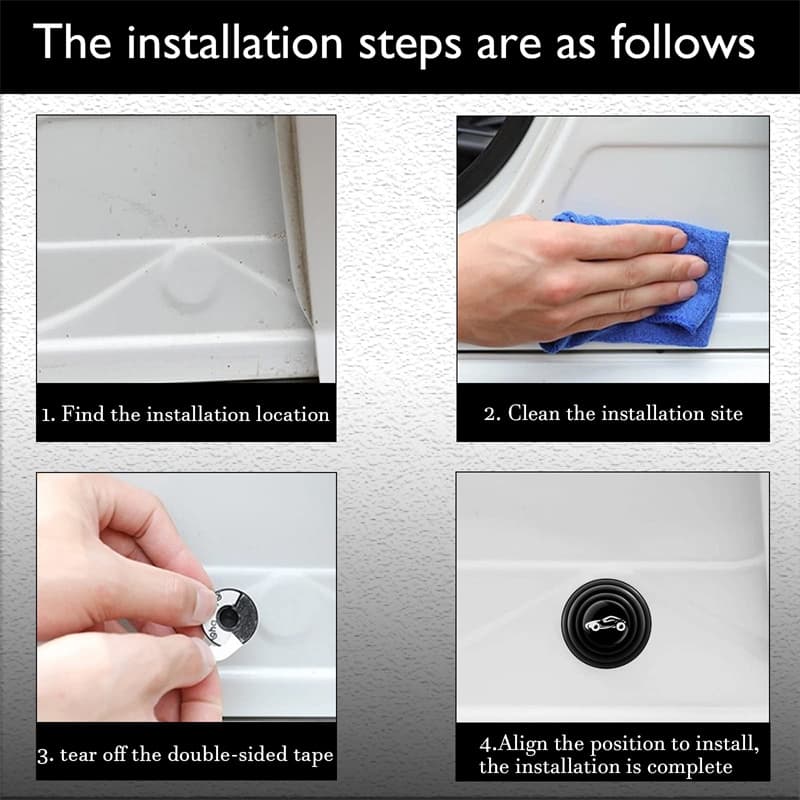 The installation steps are as follows
1. Find the installation location
2. Clean the installation site
3. tear off the double-sided tape
4.Align the position to install,
the installation is complete